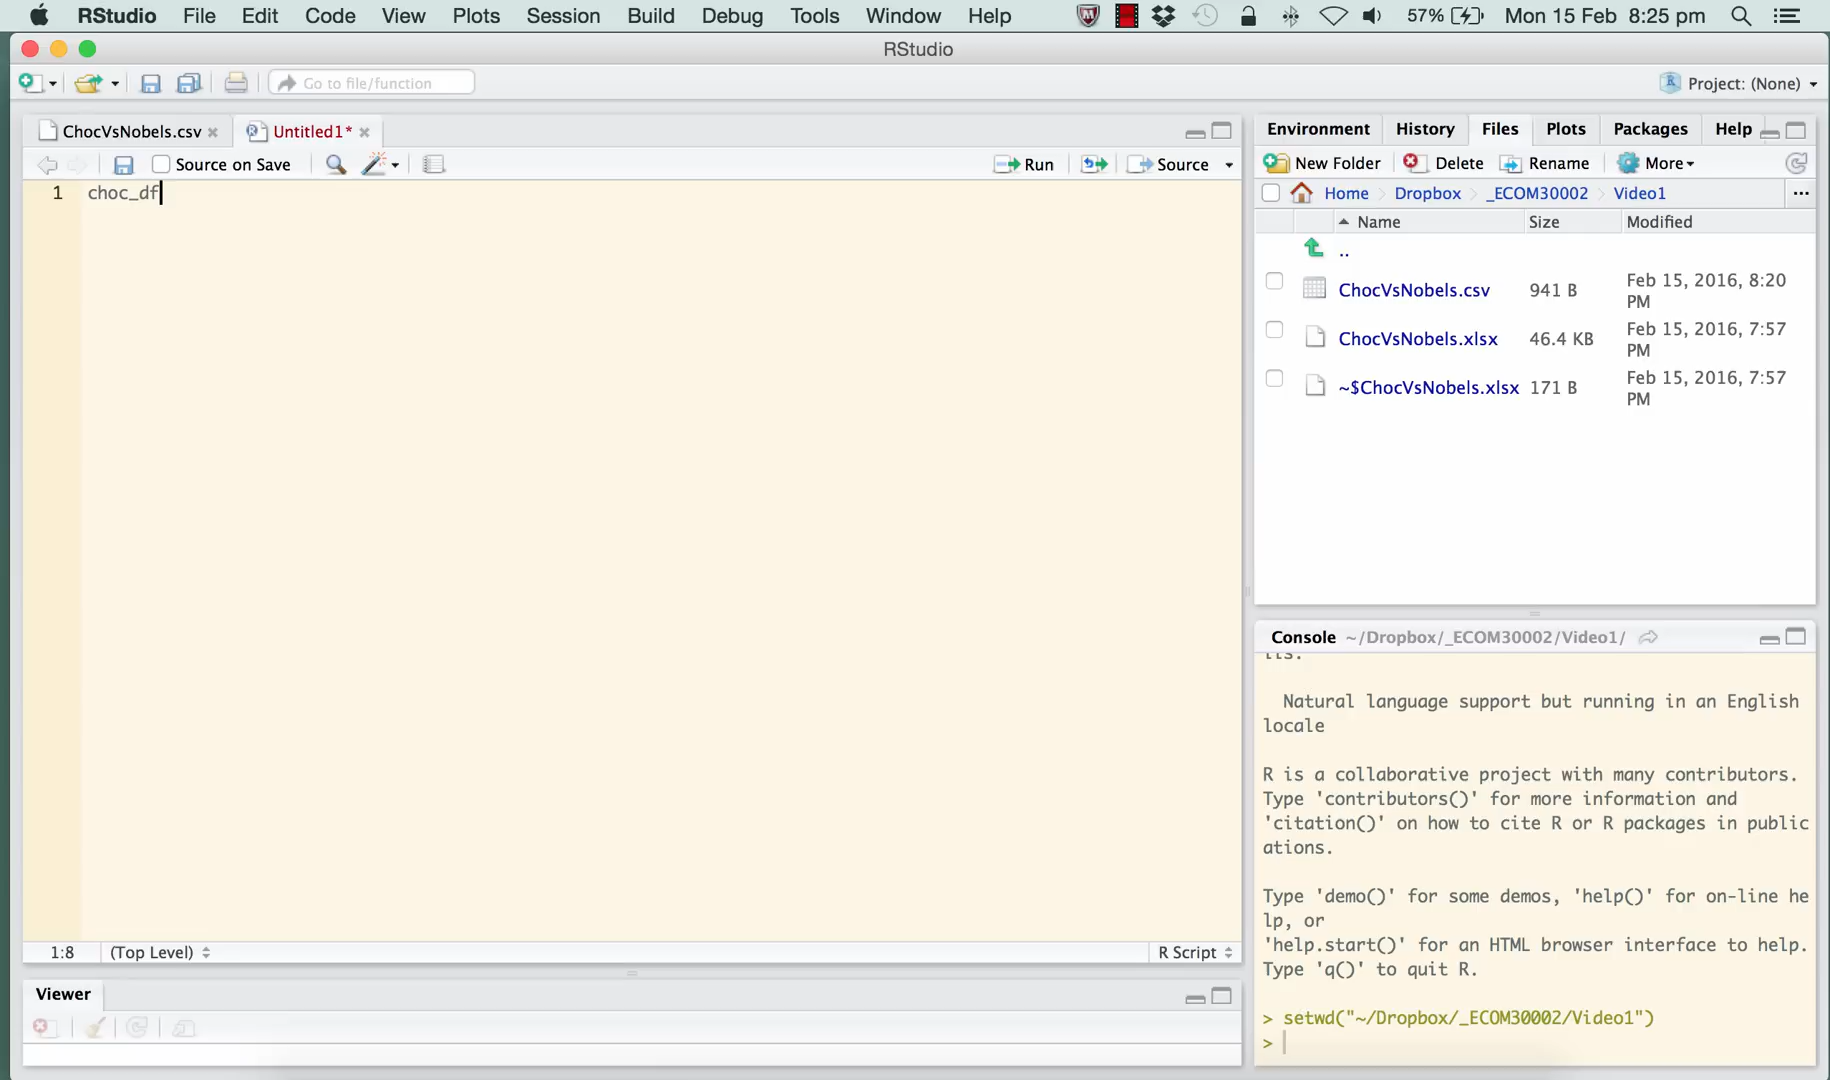 RStudio File Edit Code View Plots Session Build Debug Tools Window Help 57% Mon 15 Feb 8:25 pm
RStudio
Go to file/function Project: (None)
ChocVsNobels.csv Untitled1*
Source on Save Run Source
1 choc_df
1:8 (Top Level) R Script
Viewer
Environment History Files Plots Packages Help
New Folder Delete Rename More
Home Dropbox _ECOM30002 Video1 ...
Name Size Modified
..
ChocVsNobels.csv 941 B Feb 15, 2016, 8:20
PM
ChocVsNobels.xlsx 46.4 KB Feb 15, 2016, 7:57
PM
~$ChocVsNobels.xlsx 171 B Feb 15, 2016, 7:57
PM
Console ~/Dropbox/_ECOM30002/Video1/
Natural language support but running in an English
locale
R is a collaborative project with many contributors.
Type 'contributors()' for more information and
'citation()' on how to cite R or R packages in public
ations.
Type 'demo()' for some demos, 'help()' for on-line he
lp, or
'help.start()' for an HTML browser interface to help.
Type 'q()' to quit R.
> setwd("~/Dropbox/_ECOM30002/Video1")
>